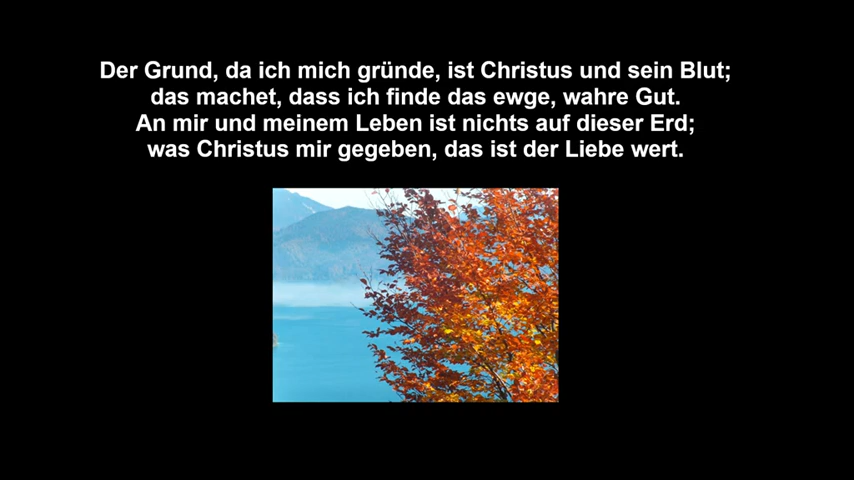 Der Grund, da ich mich gründe, ist Christus und sein Blut;
das machet, dass ich finde das ewge, wahre Gut.
An mir und meinem Leben ist nichts auf dieser Erd;
was Christus mir gegeben, das ist der Liebe wert.